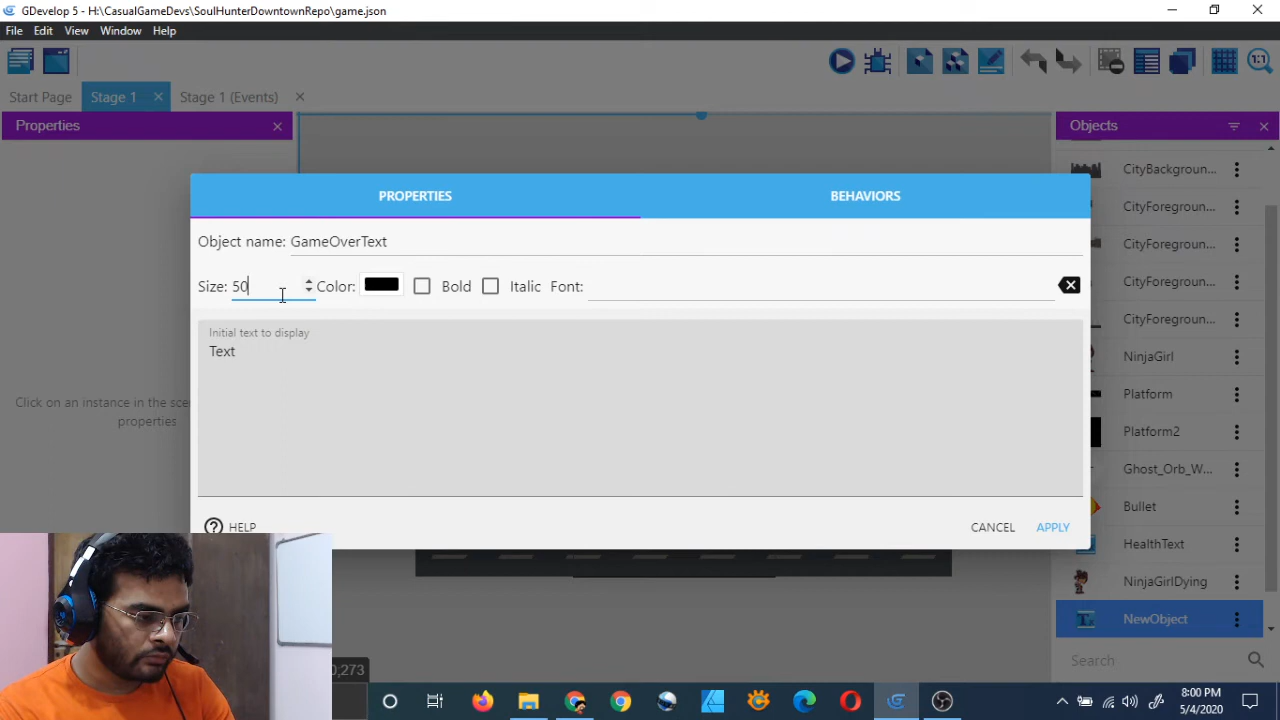 GDevelop 5 - H:\CasualGameDevs\SoulHunterDowntownRepo\game.json
File Edit View Window Help
Start Page
Stage 1
Stage 1 (Events)
Properties
Objects
PROPERTIES
BEHAVIORS
Object name: GameOverText
Size: 50
Color:
Bold
Italic
Font:
Initial text to display
Text
HELP
CANCEL
APPLY
Click on an instance in the sce
properties
CityBackgroun...
CityForegroun...
CityForegroun...
CityForegroun...
CityForegroun...
NinjaGirl
Platform
Platform2
Ghost_Orb_W...
Bullet
HealthText
NinjaGirlDying
NewObject
Search
1:1
;273
8:00 PM
5/4/2020